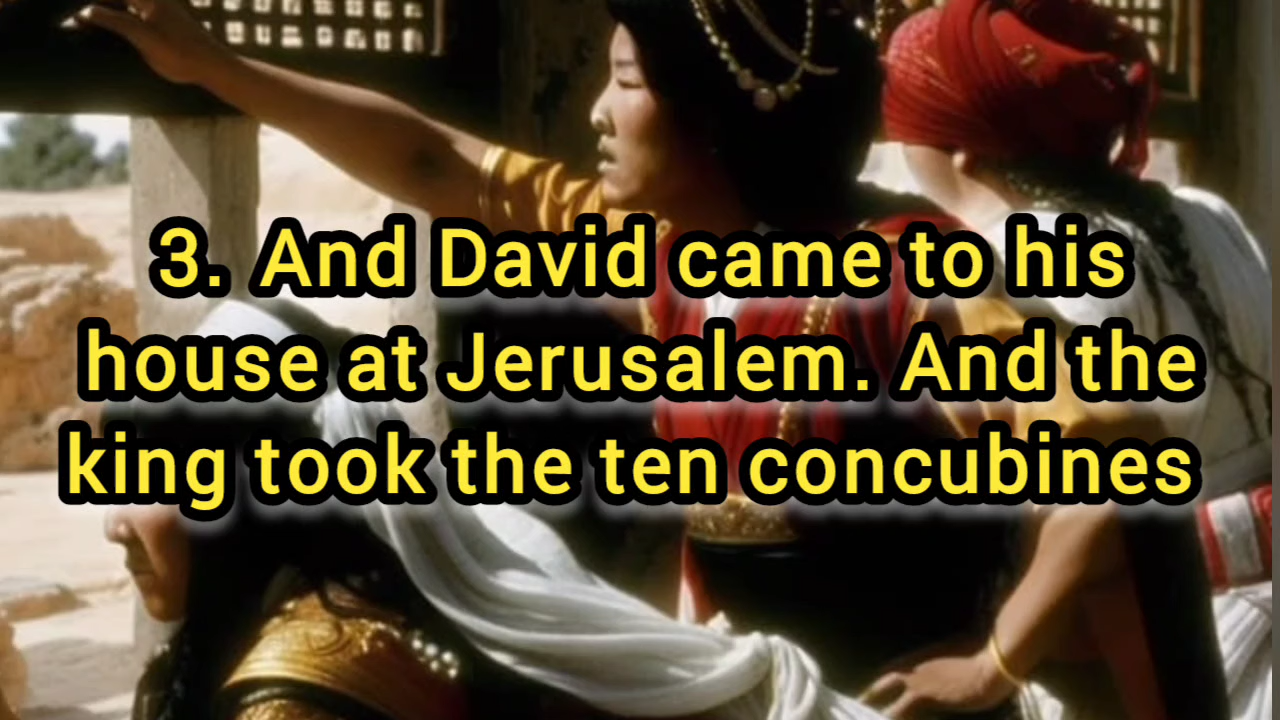 3. And David came to his
house at Jerusalem. And the
king took the ten concubines